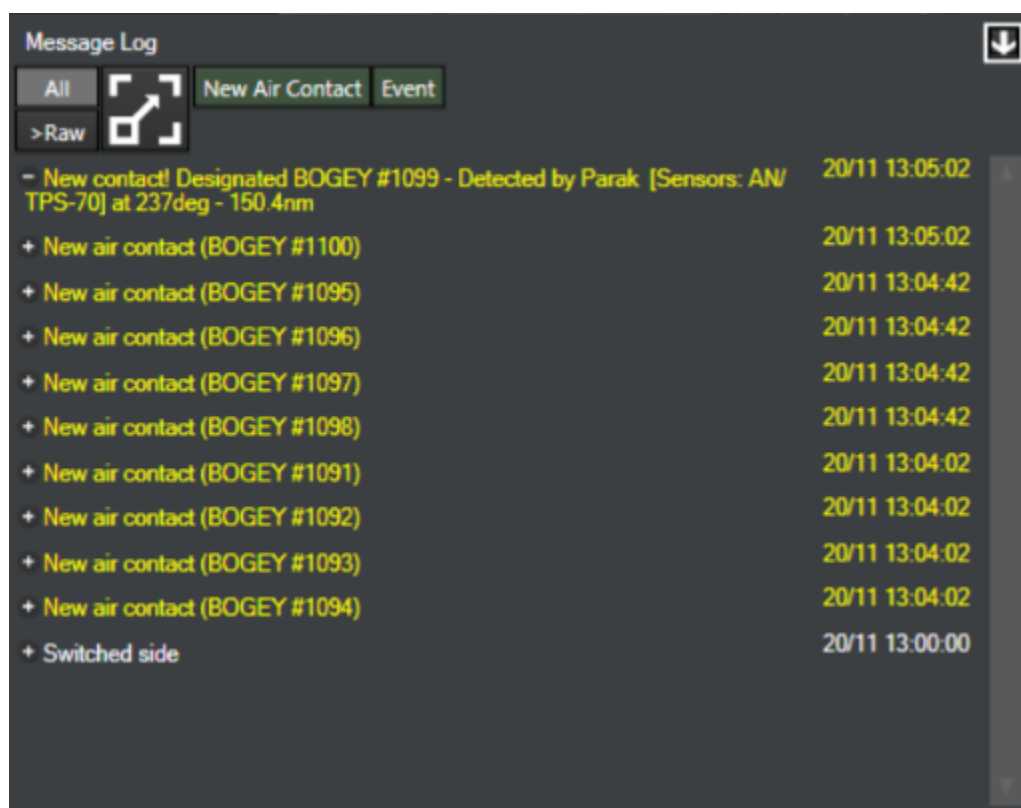 Message Log
All
>Raw
New Air Contact
Event
- New contact! Designated BOGEY #1099 - Detected by Parak [Sensors: AN/ 20/11 13:05:02
TPS-70] at 237deg - 150.4nm
+ New air contact (BOGEY #1100) 20/11 13:05:02
+ New air contact (BOGEY #1095) 20/11 13:04:42
+ New air contact (BOGEY #1096) 20/11 13:04:42
+ New air contact (BOGEY #1097) 20/11 13:04:42
+ New air contact (BOGEY #1098) 20/11 13:04:42
+ New air contact (BOGEY #1091) 20/11 13:04:02
+ New air contact (BOGEY #1092) 20/11 13:04:02
+ New air contact (BOGEY #1093) 20/11 13:04:02
+ New air contact (BOGEY #1094) 20/11 13:04:02
+ Switched side 20/11 13:00:00